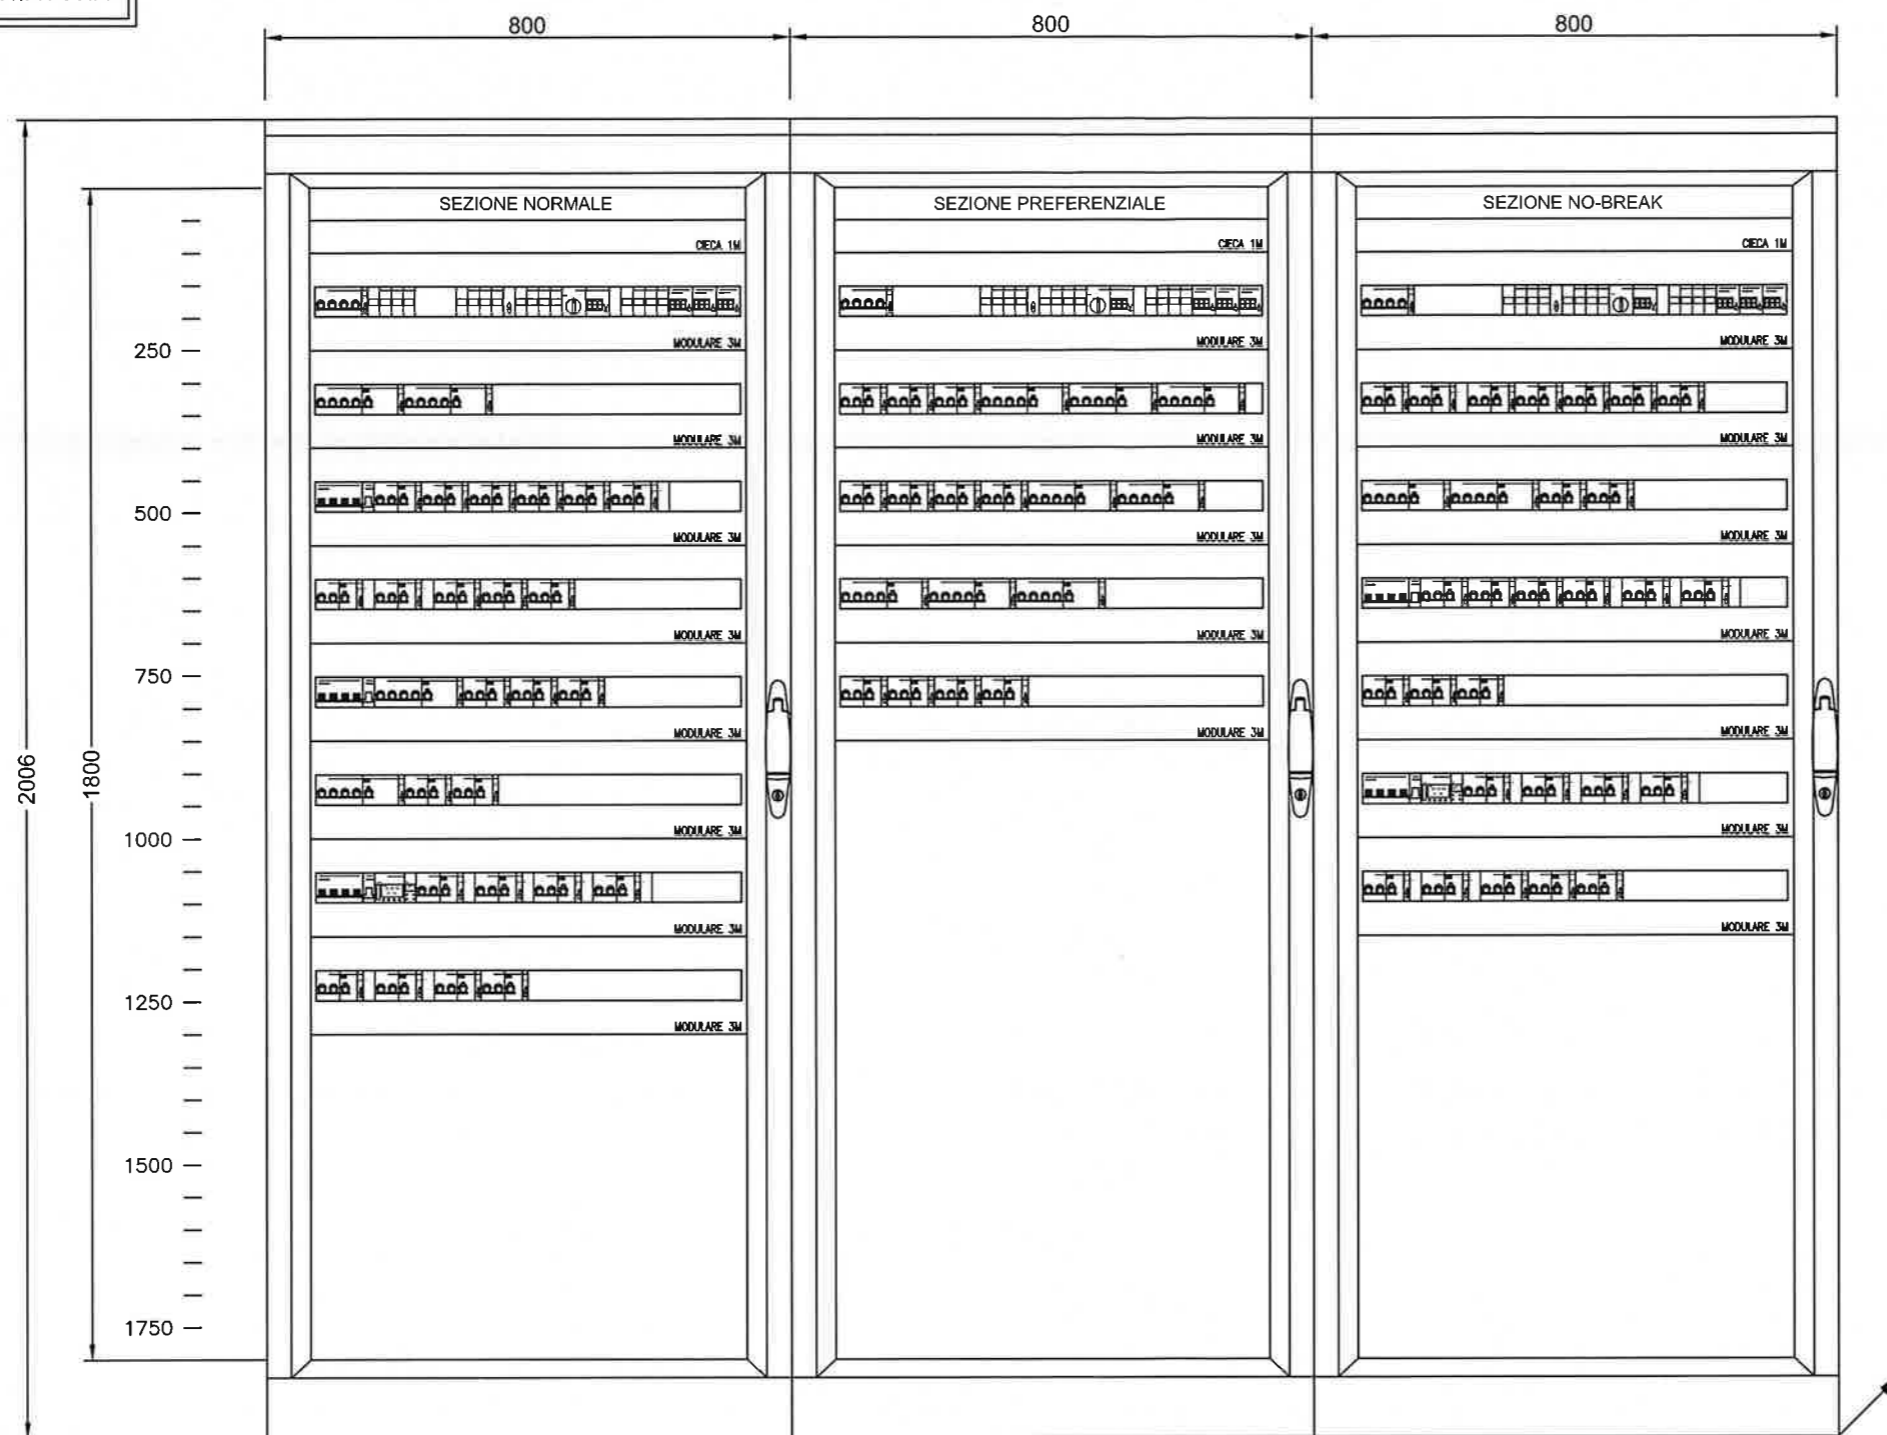 800 800 800
SEZIONE NORMALE SEZIONE PREFERENZIALE SEZIONE NO-BREAK
CIECA 1M CIECA 1M CIECA 1M
MODULARE 3M MODULARE 3M MODULARE 3M
250
MODULARE 3M MODULARE 3M MODULARE 3M
500
MODULARE 3M MODULARE 3M MODULARE 3M
MODULARE 3M MODULARE 3M MODULARE 3M
750
MODULARE 3M MODULARE 3M MODULARE 3M
2006 1800
MODULARE 3M MODULARE 3M
1000
MODULARE 3M MODULARE 3M
1250
MODULARE 3M
1500
1750